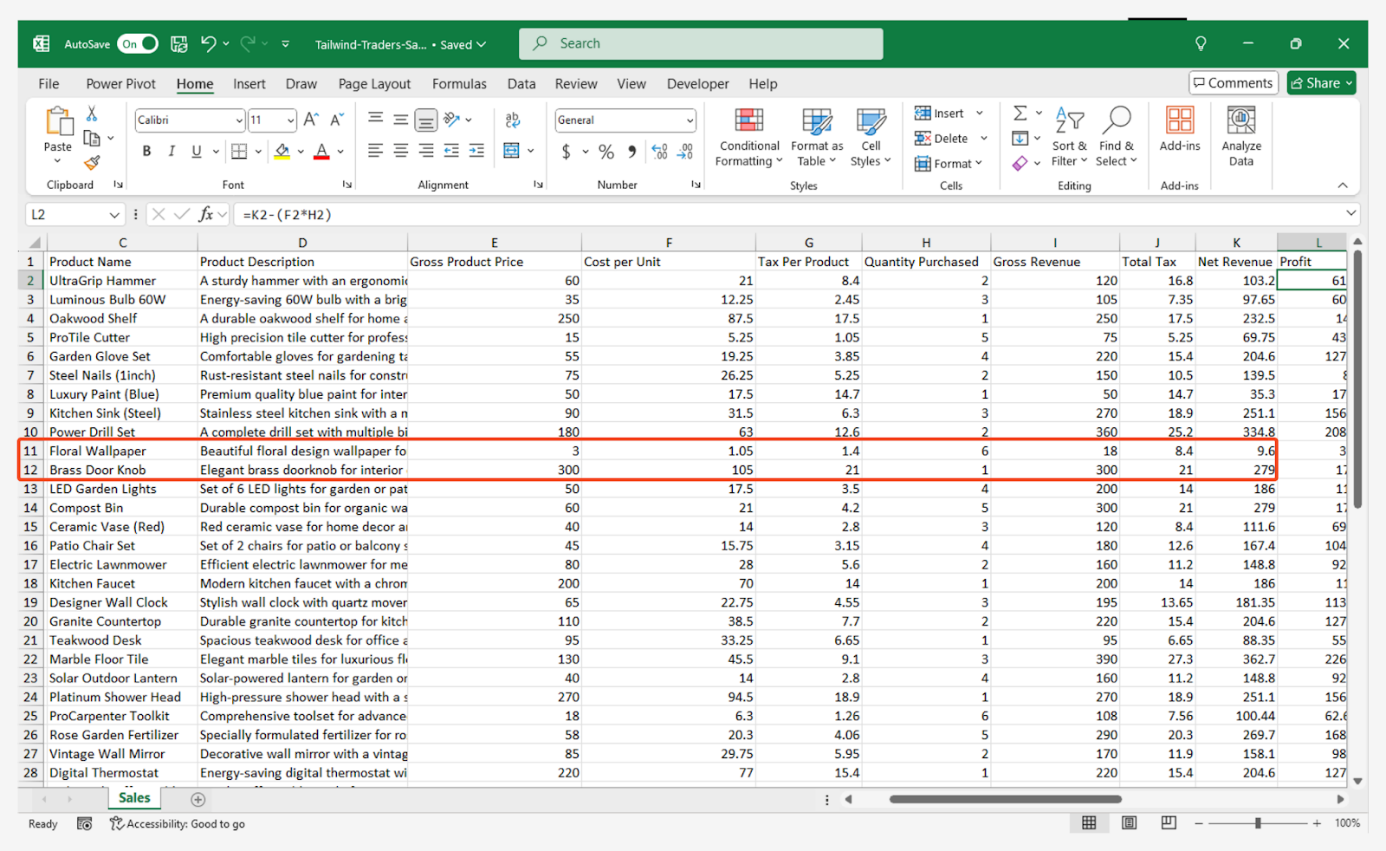 AutoSave On Tailwind-Traders-Sa... • Saved Search
File Power Pivot Home Insert Draw Page Layout Formulas Data Review View Developer Help Comments Share
Paste Calibri 11 General Conditional Formatting Format as Table Cell Styles Insert Delete Format Sort & Filter Find & Select Add-ins Analyze Data
Clipboard Font Alignment Number Styles Cells Editing Add-ins
L2 fx =K2-(F2*H2)
C D E F G H I J K L
1 Product Name Product Description Gross Product Price Cost per Unit Tax Per Product Quantity Purchased Gross Revenue Total Tax Net Revenue Profit
2 UltraGrip Hammer A sturdy hammer with an ergonomic 60 21 8.4 2 120 16.8 103.2 61
3 Luminous Bulb 60W Energy-saving 60W bulb with a brig 35 12.25 2.45 3 105 7.35 97.65 60
4 Oakwood Shelf A durable oakwood shelf for home a 250 87.5 17.5 1 250 17.5 232.5 14
5 ProTile Cutter High precision tile cutter for profess 15 5.25 1.05 5 75 5.25 69.75 43
6 Garden Glove Set Comfortable gloves for gardening ta 55 19.25 3.85 4 220 15.4 204.6 127
7 Steel Nails (1inch) Rust-resistant steel nails for constru 75 26.25 5.25 2 150 10.5 139.5
8 Luxury Paint (Blue) Premium quality blue paint for inter 50 17.5 14.7 1 50 14.7 35.3 17
9 Kitchen Sink (Steel) Stainless steel kitchen sink with a m 90 31.5 6.3 3 270 18.9 251.1 156
10 Power Drill Set A complete drill set with multiple bi 180 63 12.6 2 360 25.2 334.8 208
11 Floral Wallpaper Beautiful floral design wallpaper fo 3 1.05 1.4 6 18 8.4 9.6 3
12 Brass Door Knob Elegant brass doorknob for interior 300 105 21 1 300 21 279 17
13 LED Garden Lights Set of 6 LED lights for garden or pat 50 17.5 3.5 4 200 14 186 11
14 Compost Bin Durable compost bin for organic wa 60 21 4.2 5 300 21 279 17
15 Ceramic Vase (Red) Red ceramic vase for home decor a 40 14 2.8 3 120 8.4 111.6 69
16 Patio Chair Set Set of 2 chairs for patio or balcony s 45 15.75 3.15 4 180 12.6 167.4 104
17 Electric Lawnmower Efficient electric lawnmower for me 80 28 5.6 2 160 11.2 148.8 92
18 Kitchen Faucet Modern kitchen faucet with a chrom 200 70 14 1 200 14 186 11
19 Designer Wall Clock Stylish wall clock with quartz mover 65 22.75 4.55 3 195 13.65 181.35 113
20 Granite Countertop Durable granite countertop for kitch 110 38.5 7.7 2 220 15.4 204.6 127
21 Teakwood Desk Spacious teakwood desk for office a 95 33.25 6.65 1 95 6.65 88.35 55
22 Marble Floor Tile Elegant marble tiles for luxurious fl 130 45.5 9.1 3 390 27.3 362.7 226
23 Solar Outdoor Lantern Solar-powered lantern for garden or 40 14 2.8 4 160 11.2 148.8 92
24 Platinum Shower Head High-pressure shower head with a s 270 94.5 18.9 1 270 18.9 251.1 156
25 ProCarpenter Toolkit Comprehensive toolset for advance 18 6.3 1.26 6 108 7.56 100.44 62.6
26 Rose Garden Fertilizer Specially formulated fertilizer for ro 58 20.3 4.06 5 290 20.3 269.7 168
27 Vintage Wall Mirror Decorative wall mirror with a vintag 85 29.75 5.95 2 170 11.9 158.1 98
28 Digital Thermostat Energy-saving digital thermostat wi 220 77 15.4 1 220 15.4 204.6 127
Sales
Ready Accessibility: Good to go 100%